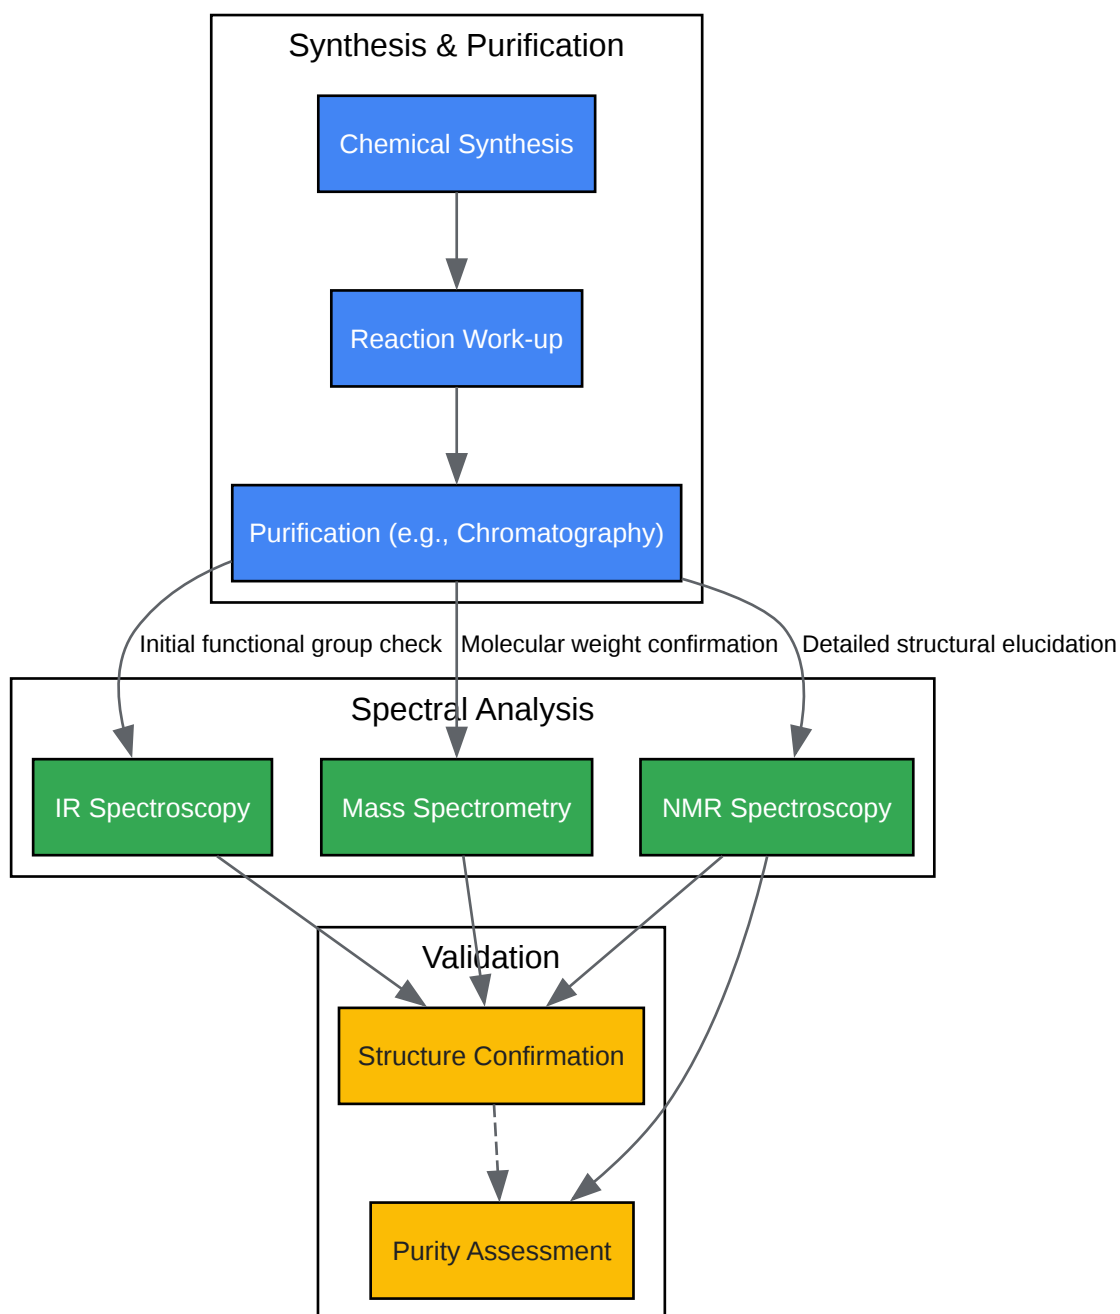 Synthesis & Purification
Chemical Synthesis
Reaction Work-up
Purification (e.g., Chromatography)
Initial functional group check
Molecular weight confirmation
Detailed structural elucidation
Spectral Analysis
IR Spectroscopy
Mass Spectrometry
NMR Spectroscopy
Validation
Structure Confirmation
Purity Assessment